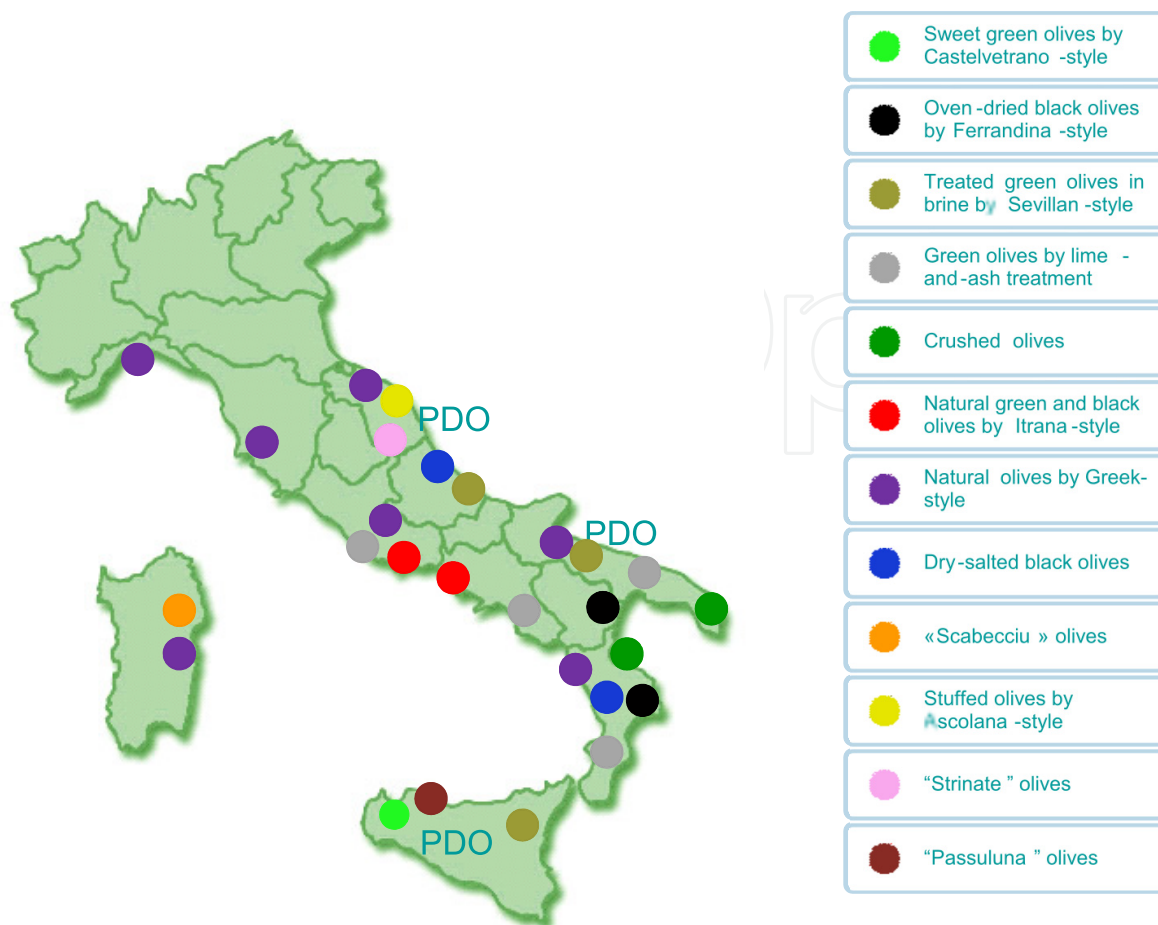 Sweet green olives by
Castelvetrano -style
Oven-dried black olives
by Ferrandina -style
Treated green olives in
brine by Sevillan -style
Green olives by lime -
and-ash treatment
Crushed olives
Natural green and black
olives by Itrana -style
Natural olives by Greek-
style
Dry-salted black olives
«Scabecciu » olives
Stuffed olives by
Ascolana -style
“Strinate ” olives
“Passuluna ” olives
PDO
PDO
PDO